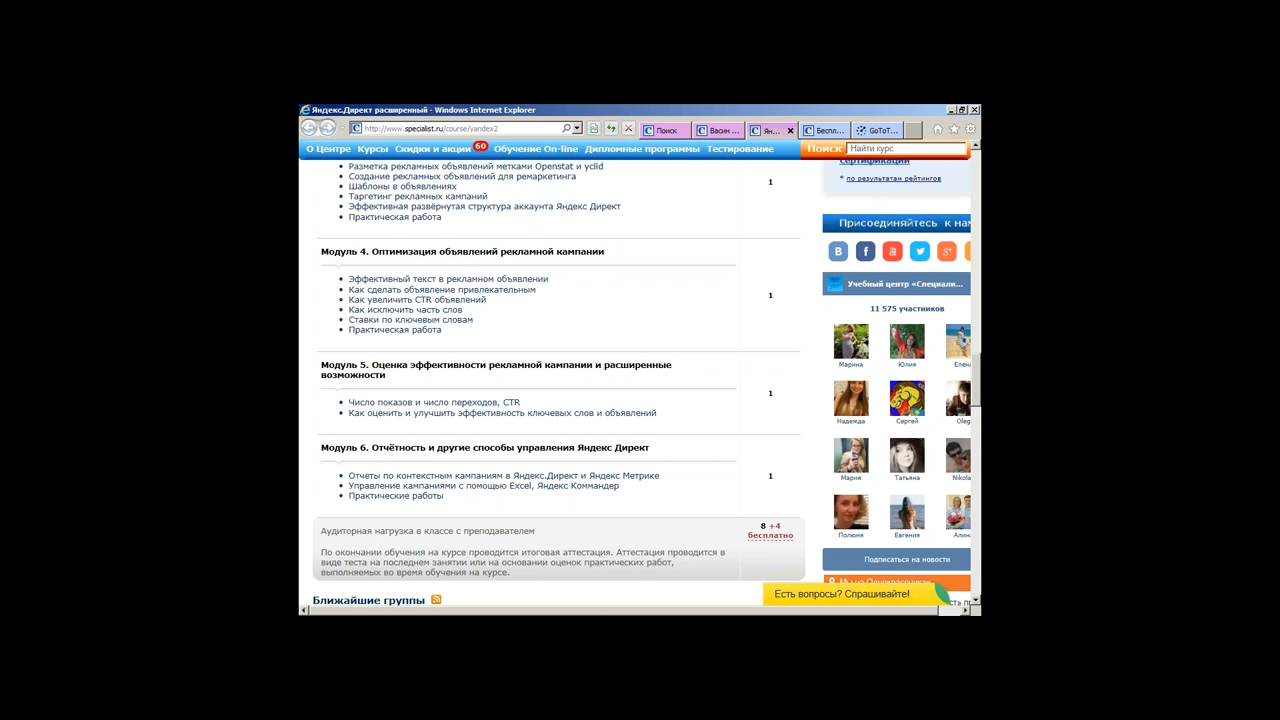 Яндекс.Директ расширенный - Windows Internet Explorer
http://www.specialist.ru/course/yandex2
Поиск
Васин ...
Ян...
Беспл...
GoToT...
О Центре Курсы Скидки и акции 60 Обучение On-line Дипломные программы Тестирование Поиск Найти курс
Разметка рекламных объявлений метками Openstat и yclid
Создание рекламных объявлений для ремаркетинга
Шаблоны в объявлениях
Таргетинг рекламных кампаний
Эффективная развёрнутая структура аккаунта Яндекс Директ
Практическая работа
1
Модуль 4. Оптимизация объявлений рекламной кампании
Эффективный текст в рекламном объявлении
Как сделать объявление привлекательным
Как увеличить CTR объявлений
Как исключить часть слов
Ставки по ключевым словам
Практическая работа
1
Модуль 5. Оценка эффективности рекламной кампании и расширенные
возможности
Число показов и число переходов, CTR
Как оценить и улучшить эффективность ключевых слов и объявлений
1
Модуль 6. Отчётность и другие способы управления Яндекс Директ
Отчеты по контекстным кампаниям в Яндекс.Директ и Яндекс Метрике
Управление кампаниями с помощью Excel, Яндекс Коммандер
Практические работы
1
Аудиторная нагрузка в классе с преподавателем
8 +4
бесплатно
По окончании обучения на курсе проводится итоговая аттестация. Аттестация проводится в
виде теста на последнем занятии или на основании оценок практических работ,
выполняемых во время обучения на курсе.
Ближайшие группы
сертификации
* по результатам рейтингов
Присоединяйтесь к нам
Учебный центр «Специали...
11 575 участников
Марина Юлия Елена
Надежда Сергей Oleg
Мария Татьяна Nikola
Полюня Евгения Алина
Подписаться на новости
Мы на Одноклассниках
Есть вопросы? Спрашивайте!